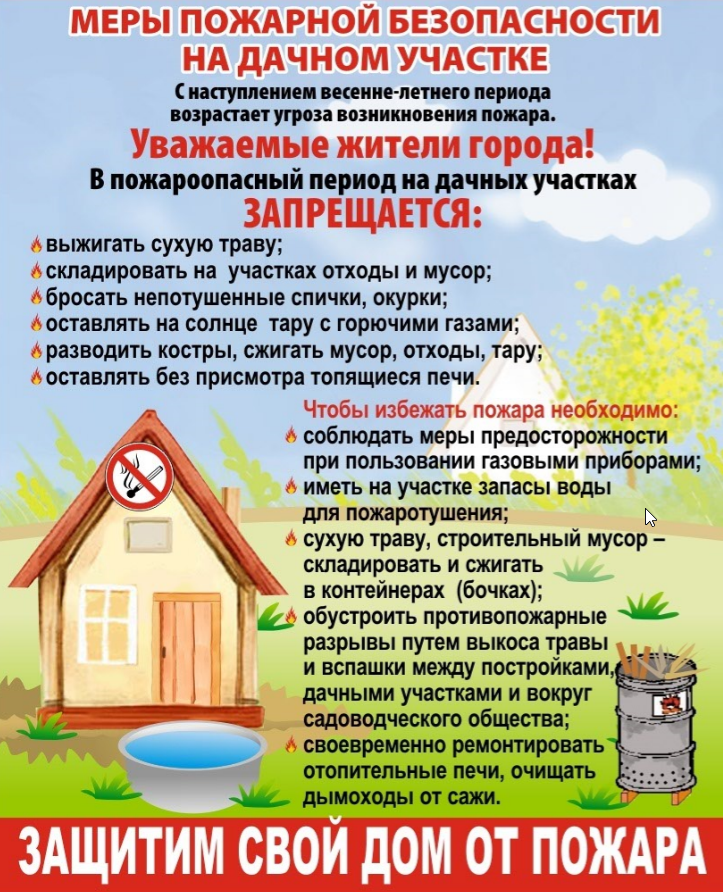 МЕРЫ ПОЖАРНОЙ БЕЗОПАСНОСТИ
НА ДАЧНОМ УЧАСТКЕ
С наступлением весенне-летнего периода
возрастает угроза возникновения пожара.
Уважаемые жители города!
В пожароопасный период на дачных участках
ЗАПРЕЩАЕТСЯ:
выжигать сухую траву;
складировать на участках отходы и мусор;
бросать непотушенные спички, окурки;
оставлять на солнце тару с горючими газами;
разводить костры, сжигать мусор, отходы, тару;
оставлять без присмотра топящиеся печи.
Чтобы избежать пожара необходимо:
соблюдать меры предосторожности
при пользовании газовыми приборами;
иметь на участке запасы воды
для пожаротушения;
сухую траву, строительный мусор –
складировать и сжигать
в контейнерах (бочках);
обустроить противопожарные
разрывы путем выкоса травы
и вспашки между постройками,
дачными участками и вокруг
садоводческого общества;
своевременно ремонтировать
отопительные печи, очищать
дымоходы от сажи.
ЗАЩИТИМ СВОЙ ДОМ ОТ ПОЖАРА